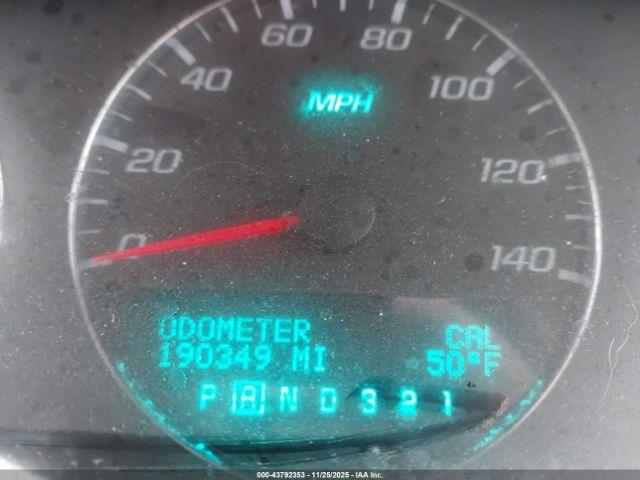 60 80
40 100
MPH
20 120
0 140
ODOMETER CAL
190349 MI 50°F
P R N D 3 2 1
000-43792353 - 11/25/2025 - IAA Inc.